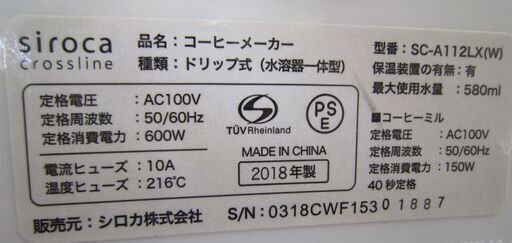 siroca
crossline
品名：コーヒーメーカー
種類：ドリップ式（水容器一体型）
型番：SC-A112LX(W)
保温装置の有無：有
最大使用水量：580ml
定格電圧：AC100V
定格周波数：50/60Hz
定格消費電力：600W
電流ヒューズ：10A
温度ヒューズ：216℃
TÜVRheinland
PS
E
MADE IN CHINA
2018年製
■コーヒーミル
定格電圧：AC100V
定格周波数：50/60Hz
定格消費電力：150W
40秒定格
販売元：シロカ株式会社
S/N：0318CWF15301887